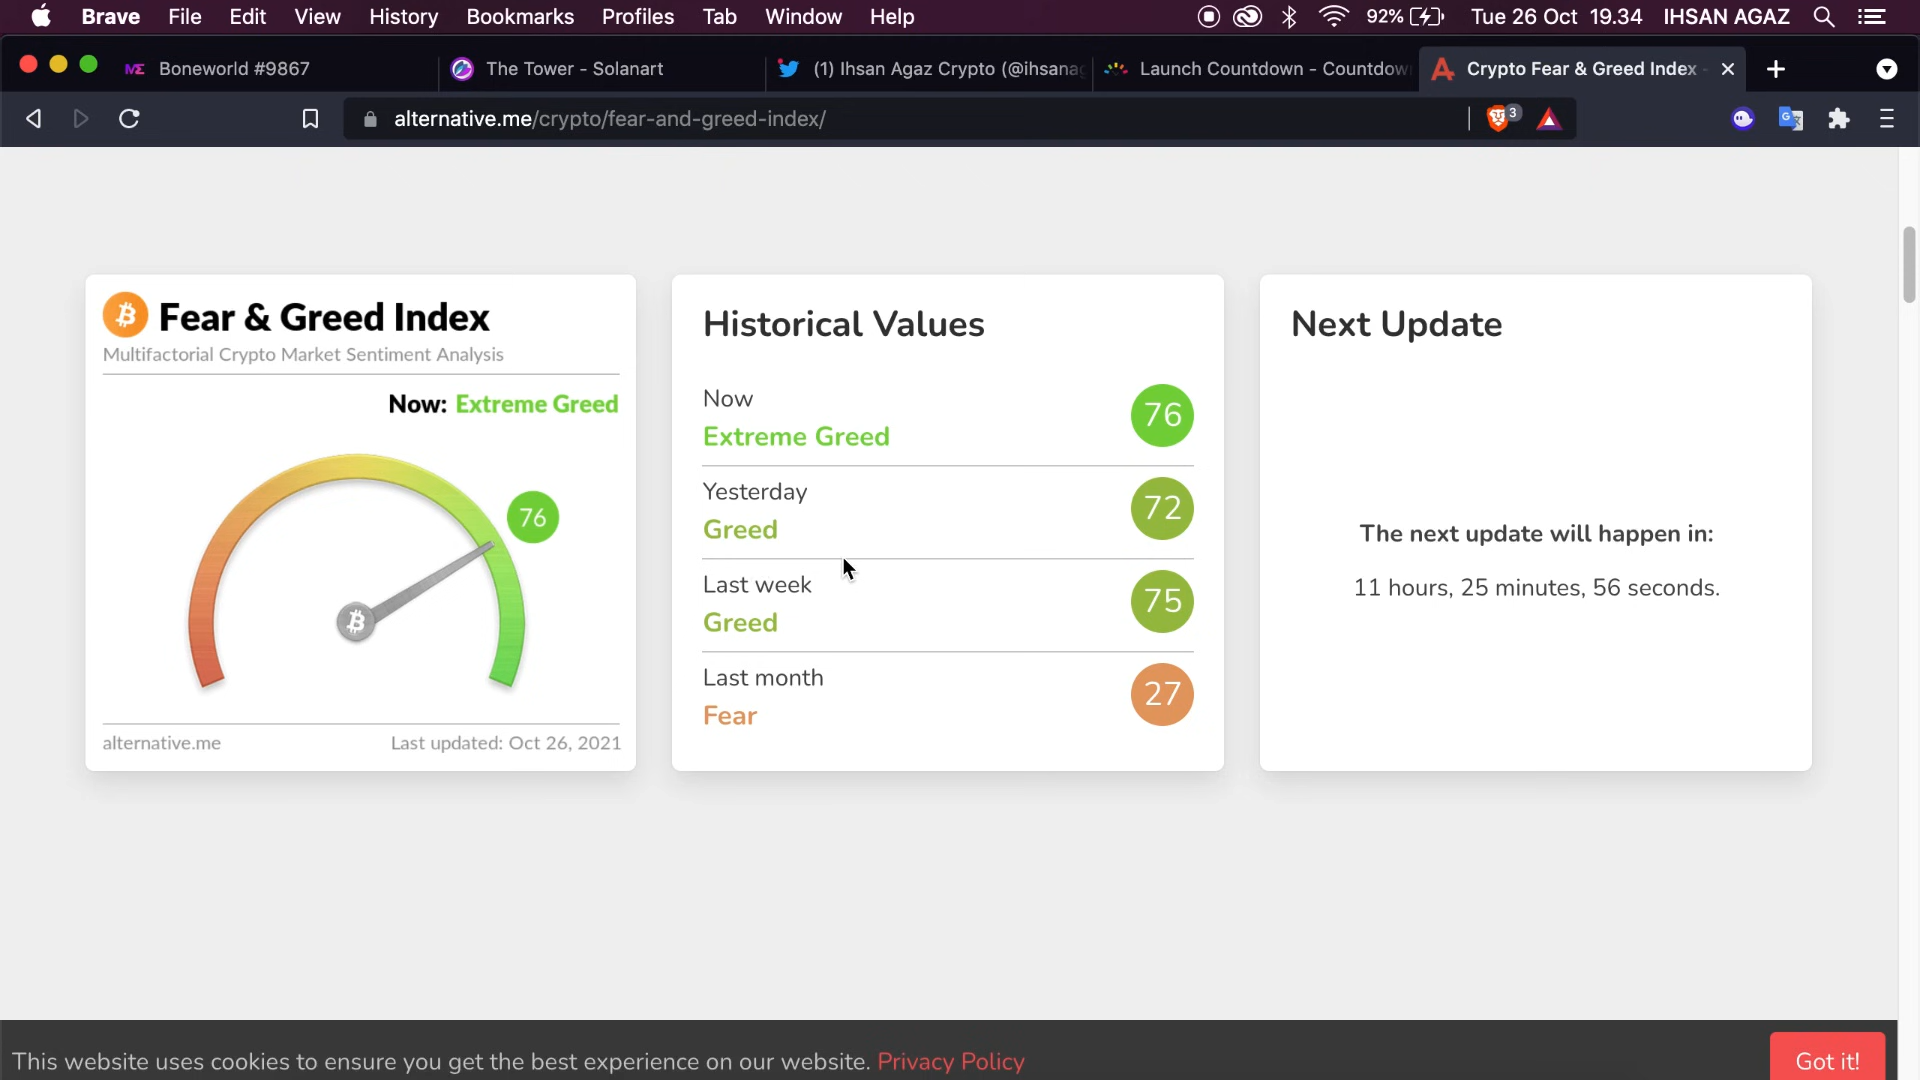 Brave File Edit View History Bookmarks Profiles Tab Window Help 92% Tue 26 Oct 19.34 IHSAN AGAZ
Boneworld #9867
The Tower - Solanart
(1) Ihsan Agaz Crypto (@ihsanag
Launch Countdown - Countdow
Crypto Fear & Greed Index -
alternative.me/crypto/fear-and-greed-index/
3
Fear & Greed Index
Multifactorial Crypto Market Sentiment Analysis
Now: Extreme Greed
76
alternative.me
Last updated: Oct 26, 2021
Historical Values
Now
Extreme Greed
76
Yesterday
Greed
72
Last week
Greed
75
Last month
Fear
27
Next Update
The next update will happen in:
11 hours, 25 minutes, 56 seconds.
This website uses cookies to ensure you get the best experience on our website. Privacy Policy
Got it!